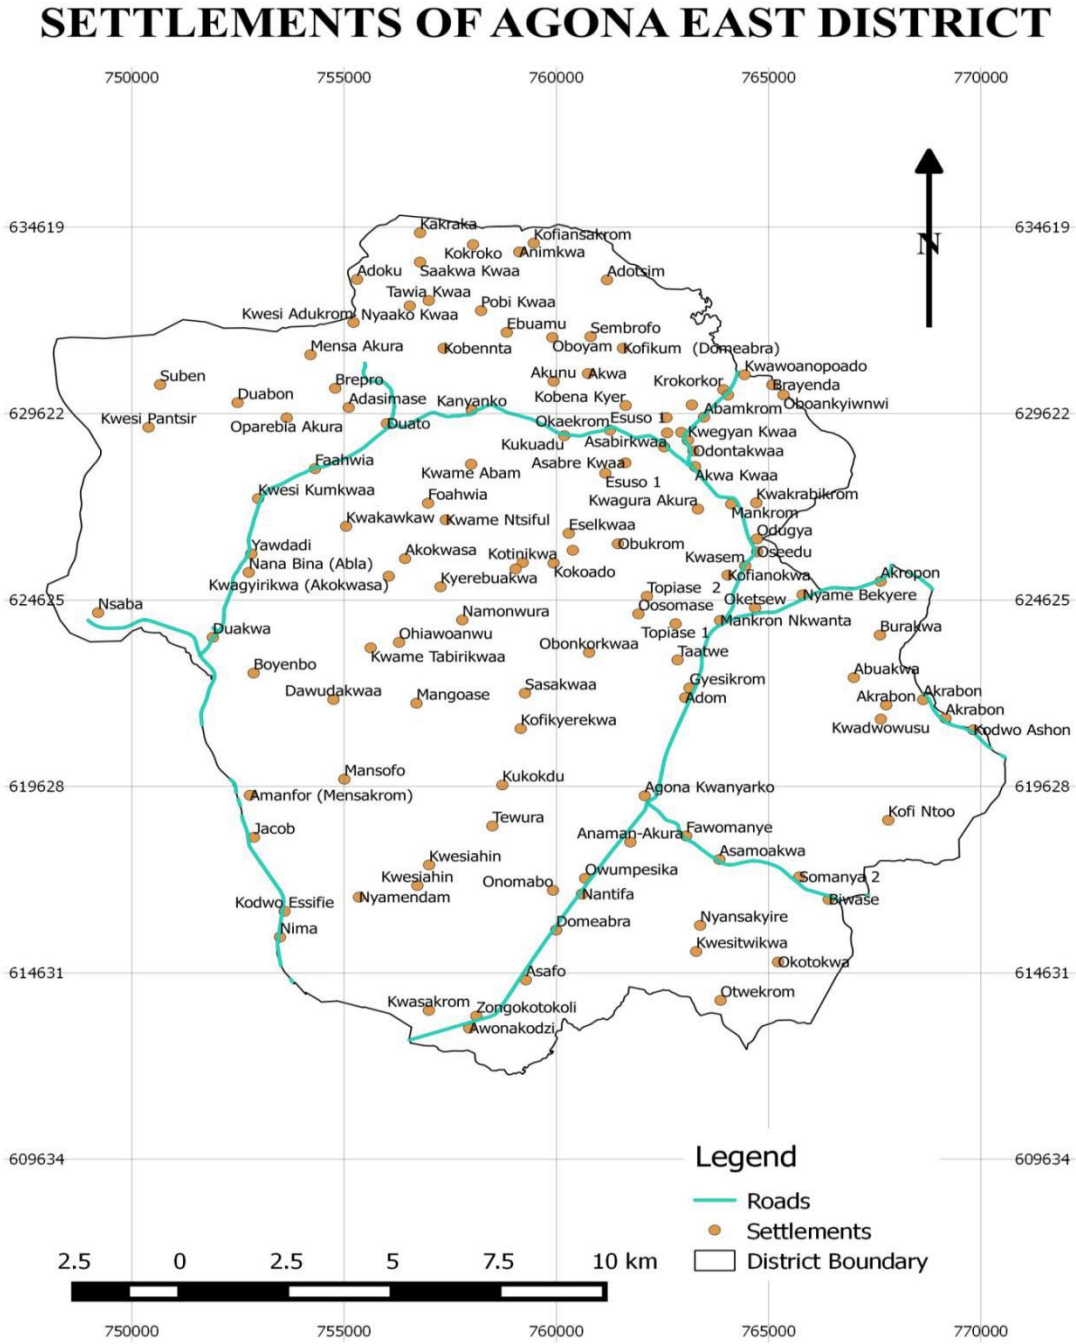 SETTLEMENTS OF AGONA EAST DISTRICT
750000 755000 760000 765000 770000
634619 634619
N
Kakraka
Kofiansakrom
Kokroko Animkwa
Adoku Saakwa Kwaa Adotsim
Tawia Kwaa
Pobi Kwaa
Kwesi Adukrom Nyaako Kwaa
Ebuamu
Sembrofo
Mensa Akura Kobennta Oboyam Kofikum (Domeabra)
Kwawoanopoado
Suben Brepro Akunu Akwa Krokorkor Brayenda
Duabon Adasimase Kanyanko Kobena Kyer Oboankyiwnwi
629622 629622
Kwesi Pantsir Oparebia Akura Duato Okaekrom Esuso 1 Abamkrom
Kwegyan Kwaa
Kukuadu Asabirkwaa Odontakwaa
Faahwia Kwame Abam Asabre Kwaa Akwa Kwaa
Esuso 1
Kwesi Kumkwaa Foahwia Kwagura Akura Kwakrabikrom
Mankrom
Kwakawkaw Kwame Ntsiful Eselkwaa Odugya
Yawdadi Akokwasa Kotinikwa Obukrom Oseedu
Nana Bina (Abla) Kokoado Kwasem
Kwagyirikwa (Akokwasa) Kyerebuakwa Kofianokwa Akropon
Topiase 2 Nyame Bekyere
624625 624625
Nsaba Namonwura Oosomase Oketsew
Mankron Nkwanta
Duakwa Ohiawoanwu Topiase 1 Burakwa
Obonkorkwaa Taatwe
Kwame Tabirikwaa
Boyenbo Abuakwa
Gyesikrom
Dawudakwaa Mangoase Sasakwaa Adom Akrabon Akrabon
Akrabon
Kofikyerekwa Kwadwowusu Kodwo Ashon
Mansofo Kukokdu
619628 619628
Amanfor (Mensakrom) Agona Kwanyarko
Jacob Tewura Kofi Ntoo
Anaman-Akura Fawomanye
Kwesiahin Asamoakwa
Kwesiahin Onomabo Owumpesika Somanya 2
Kodwo Essifie Nyamendam Nantifa Biwase
Nima Domeabra Nyansakyire
Kwesitwikwa
Okotokwa
614631 614631
Asafo
Otwekrom
Kwasakrom Zongokotokoli
Awonakodzi
609634 609634
Legend
Roads
Settlements
District Boundary
2.5 0 2.5 5 7.5 10 km
750000 755000 760000 765000 770000